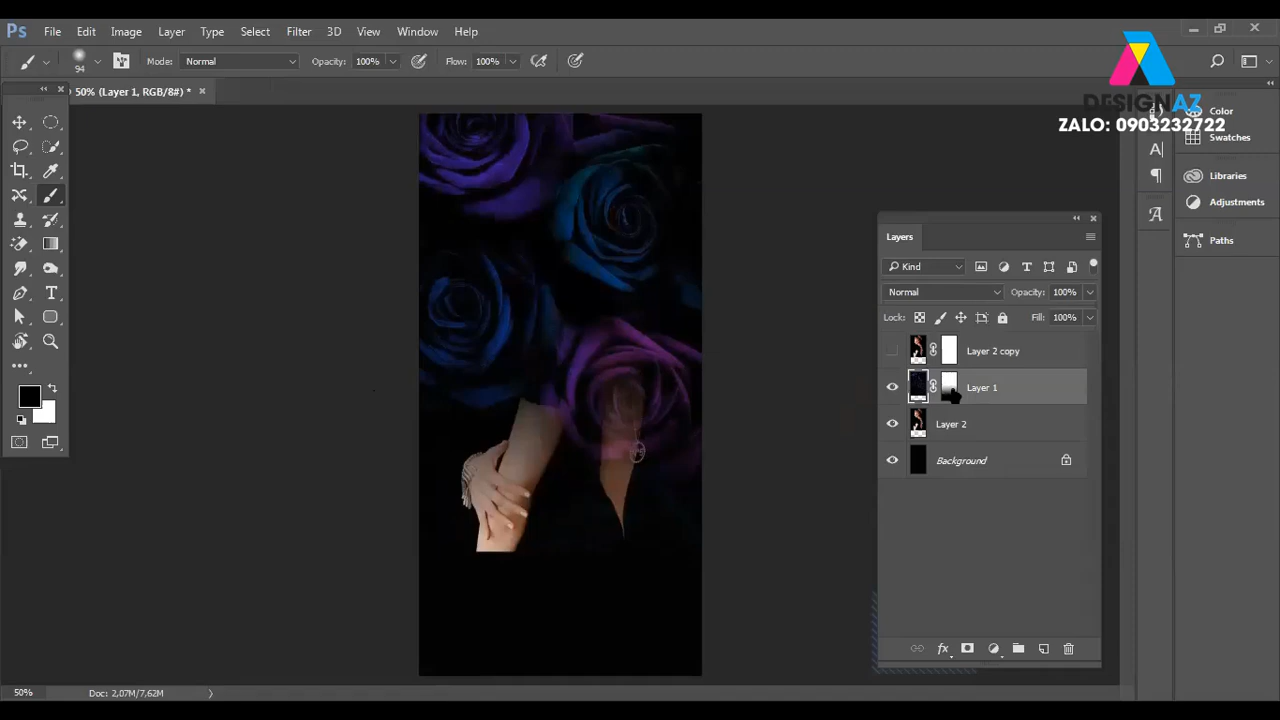 Ps File Edit Image Layer Type Select Filter 3D View Window Help
94 Mode: Normal Opacity: 100% Flow: 100%
DESIGNAZ
ZALO: 0903232722
50% (Layer 1, RGB/8#) * ×
Color
Swatches
Libraries
Adjustments
Paths
Layers
Kind
Normal Opacity: 100%
Lock: Fill: 100%
Layer 2 copy
Layer 1
Layer 2
Background
fx
50% Doc: 2,07M/7,62M